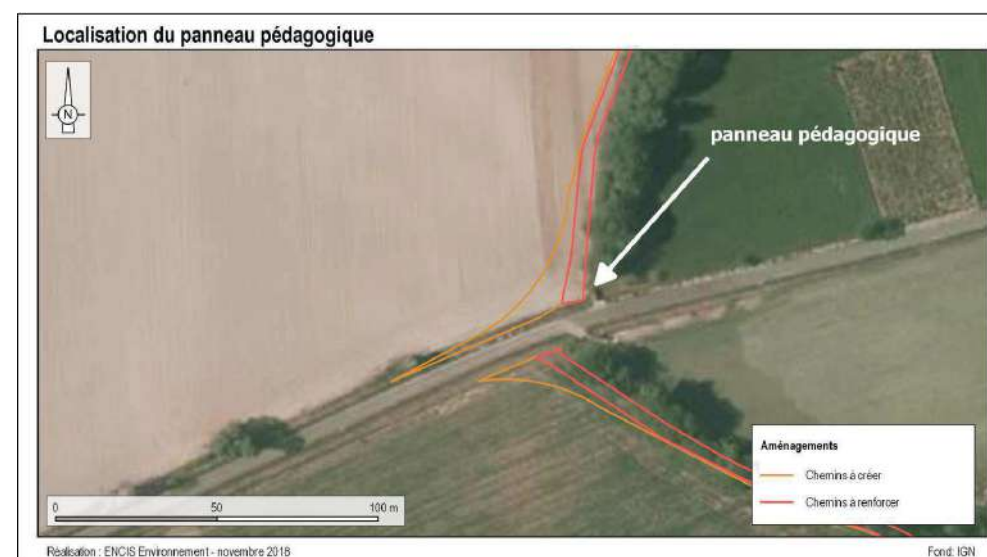 Localisation du panneau pédagogique
N
panneau pédagogique
Aménagements
Chemins à créer
Chemins à renforcer
0 50 100 m
Réalisation : ENCIS Environnement - novembre 2018
Fond: IGN